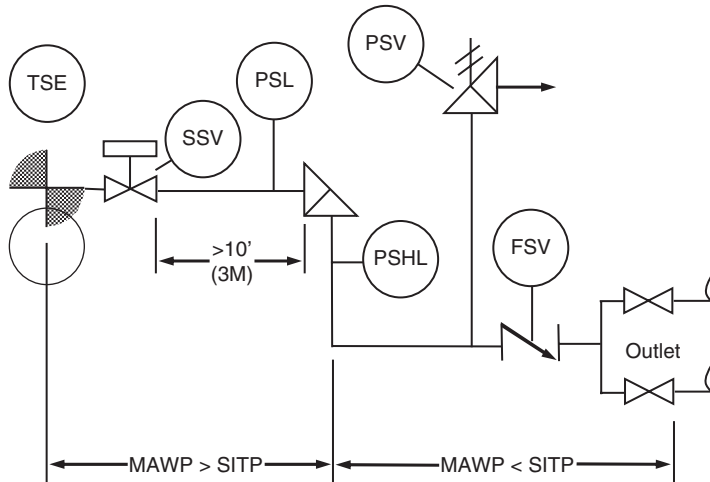 PSV
TSE
PSL
SSV
>10'
(3M)
PSHL
FSV
Outlet
MAWP > SITP
MAWP < SITP